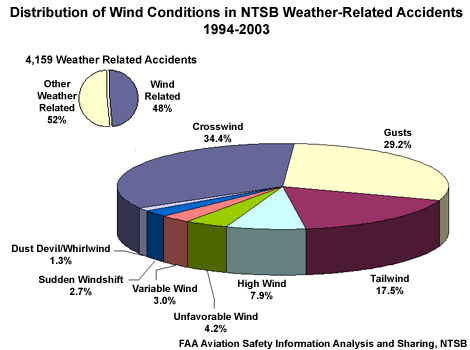 Distribution of Wind Conditions in NTSB Weather-Related Accidents
1994-2003
4,159 Weather Related Accidents
Other
Weather
Related
52%
Wind
Related
48%
Crosswind
34.4%
Gusts
29.2%
Dust Devil/Whirlwind
1.3%
Sudden Windshift
2.7%
Variable Wind
3.0%
Unfavorable Wind
4.2%
High Wind
7.9%
Tailwind
17.5%
FAA Aviation Safety Information Analysis and Sharing, NTSB